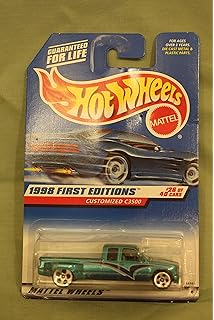 GUARANTEED
FOR LIFE
FOR AGES
OVER 3 YEARS.
DIE CAST METAL &
PLASTIC PARTS.
Hot Wheels
MATTEL
1998 FIRST EDITIONS
CUSTOMIZED C3500
#28 OF
40 CARS
MATTEL WHEELS